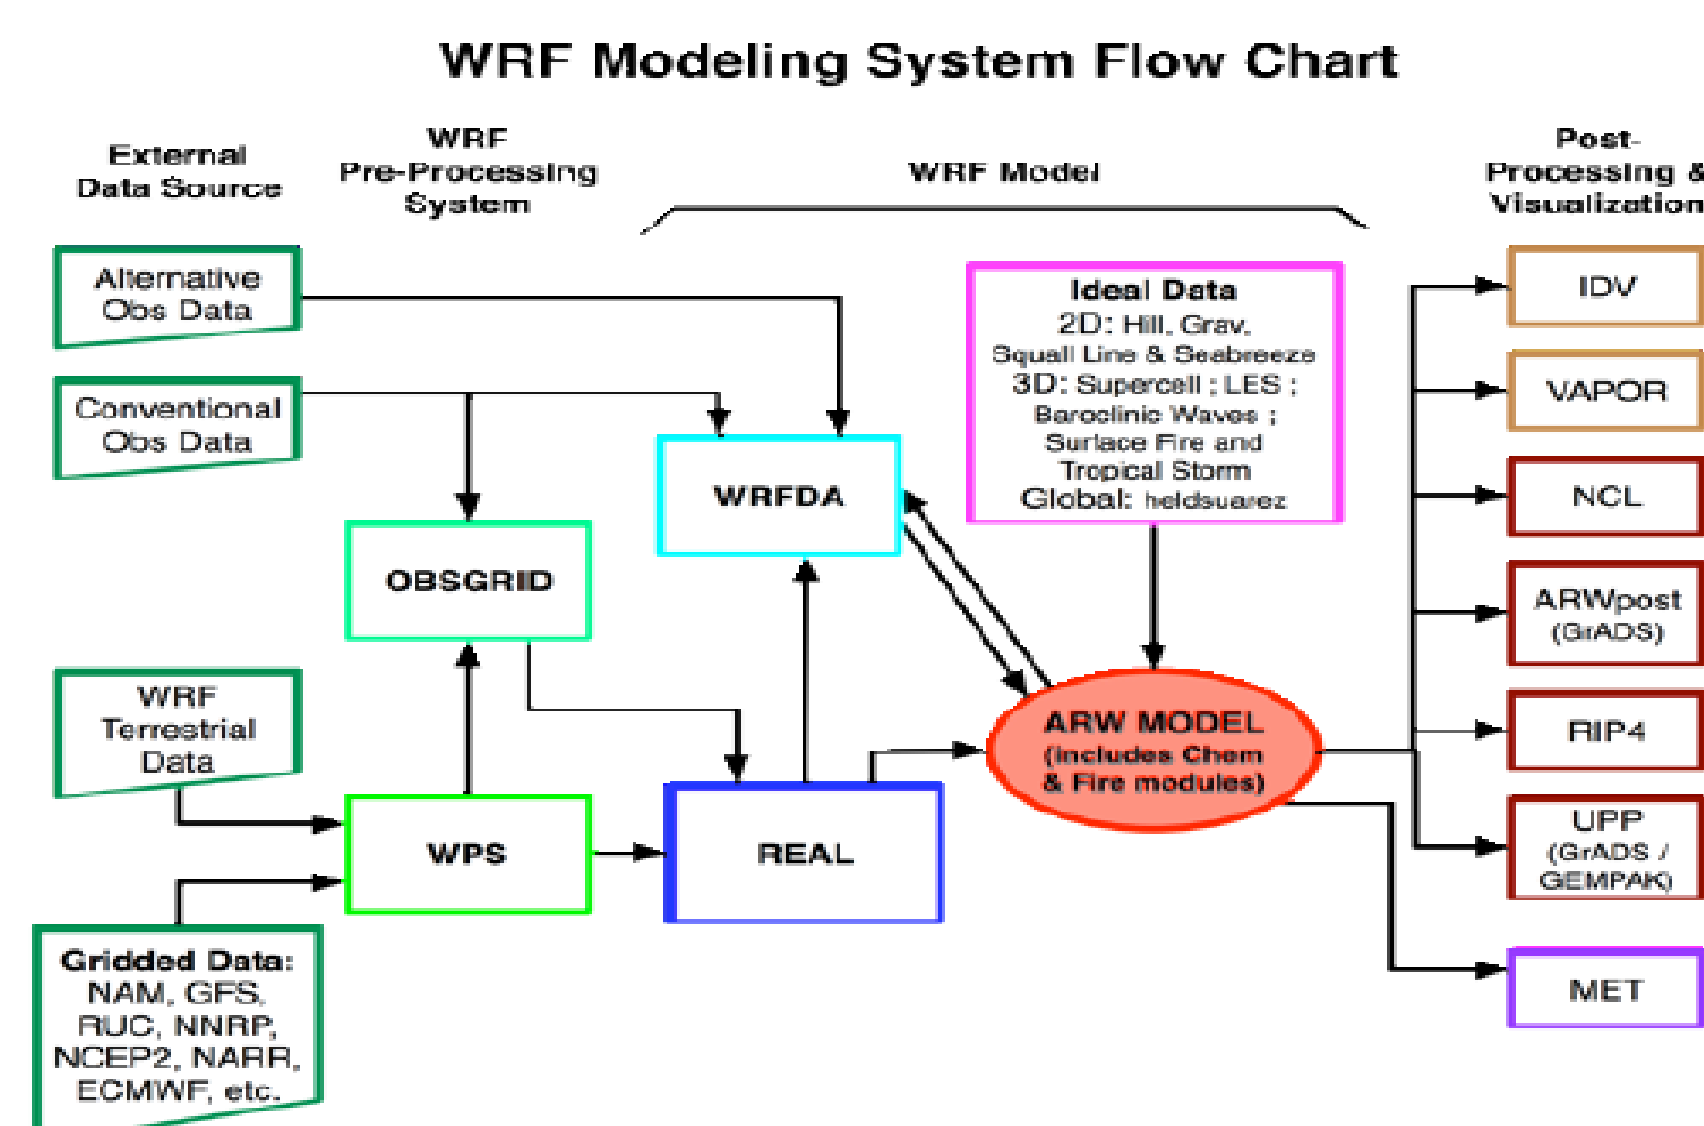 WRF Modeling System Flow Chart
External
Data Source
WRF
Pre-Processing
System
WRF Model
Post-
Processing &
Visualization
Alternative
Obs Data
Conventional
Obs Data
WRF
Terrestrial
Data
Gridded Data:
NAM, GFS,
RUC, NNRP,
NCEP2, NARR,
ECMWF, etc.
OBSGRID
WPS
WRFDA
REAL
Ideal Data
2D: Hill, Grav,
Squall Line & Seabreeze
3D: Supercell ; LES ;
Baroclinic Waves ;
Surface Fire and
Tropical Storm
Global: heldsuarez
ARW MODEL
(includes Chem
& Fire modules)
IDV
VAPOR
NCL
ARWpost
(GrADS)
RIP4
UPP
(GrADS /
GEMPAK)
MET